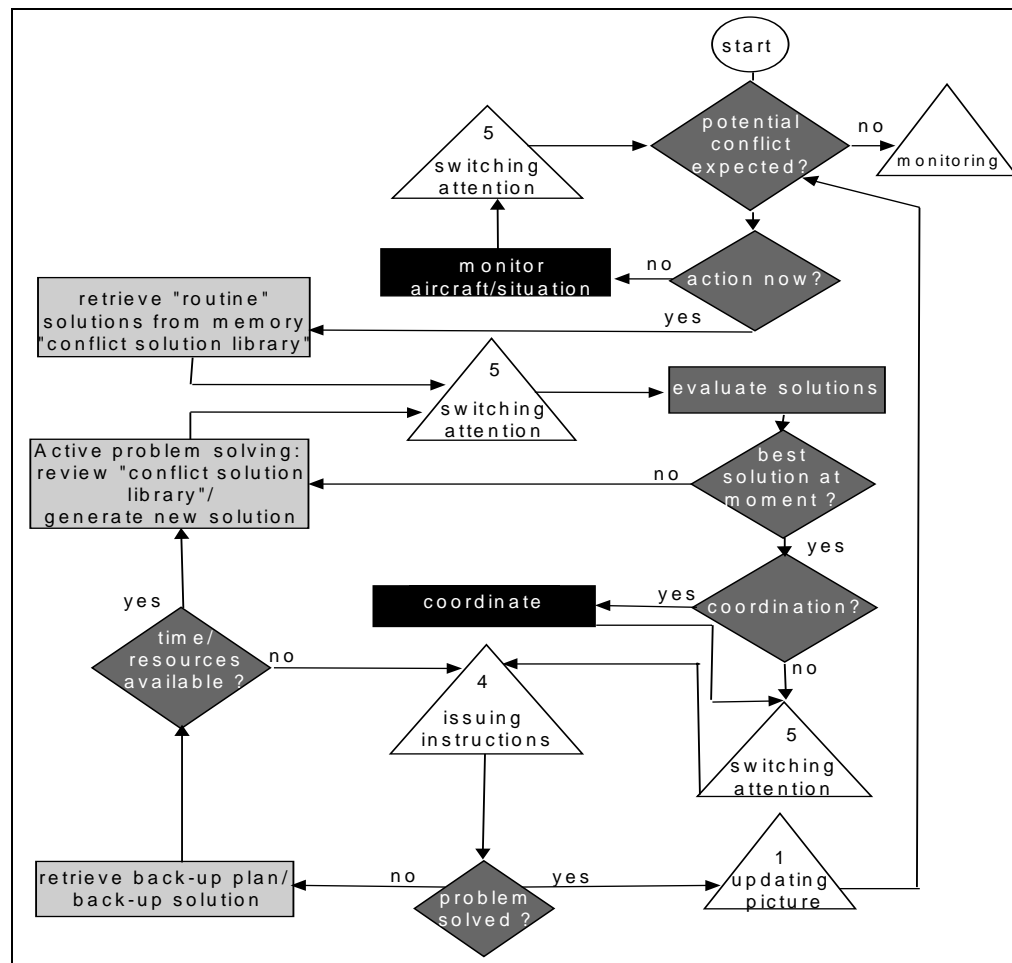 start
potential
conflict
expected?
no
monitoring
5
switching
attention
action now?
no
monitor
aircraft/situation
yes
retrieve "routine"
solutions from memory
"conflict solution library"
5
switching
attention
evaluate solutions
Active problem solving:
review "conflict solution
library"/
generate new solution
best
solution at
moment ?
no
yes
coordination?
yes
coordinate
no
yes
time/
resources
available ?
no
4
issuing
instructions
5
switching
attention
retrieve back-up plan/
back-up solution
no
problem
solved ?
yes
1
updating
picture